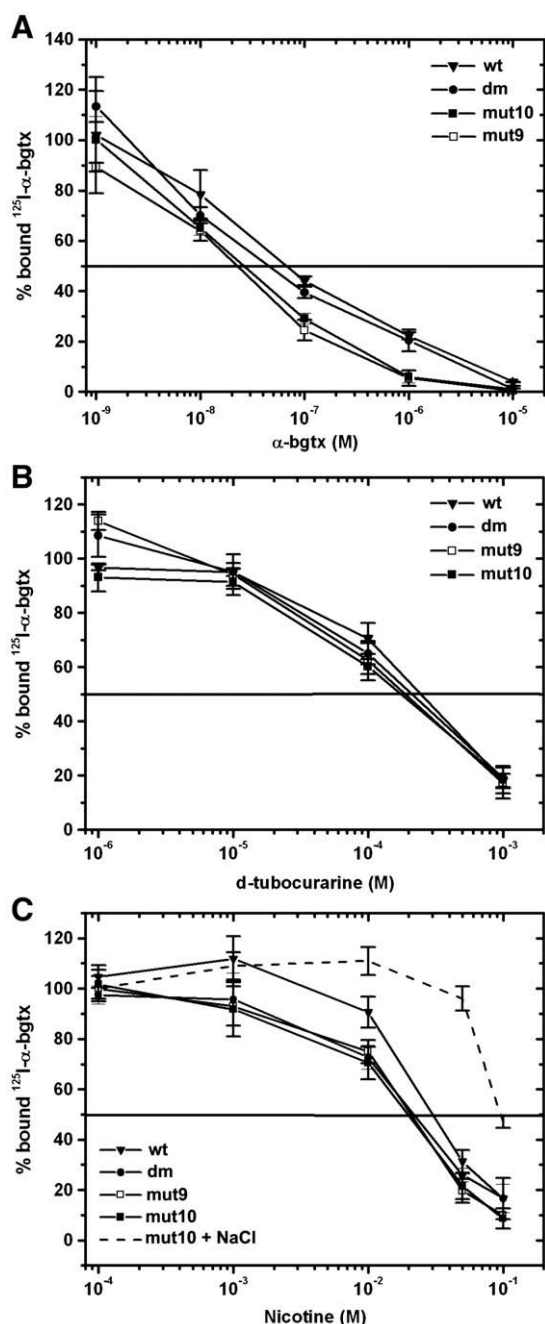 A
140
120
100
80
60
40
20
0
% bound ¹²⁵I-α-bgtx
wt
dm
mut10
mut9
10⁻⁹ 10⁻⁸ 10⁻⁷ 10⁻⁶ 10⁻⁵
α-bgtx (M)
B
120
100
80
60
40
20
0
% bound ¹²⁵I-α-bgtx
wt
dm
mut9
mut10
10⁻⁶ 10⁻⁵ 10⁻⁴ 10⁻³
d-tubocurarine (M)
C
120
100
80
60
40
20
0
% bound ¹²⁵I-α-bgtx
wt
dm
mut9
mut10
mut10 + NaCl
10⁻⁴ 10⁻³ 10⁻² 10⁻¹
Nicotine (M)